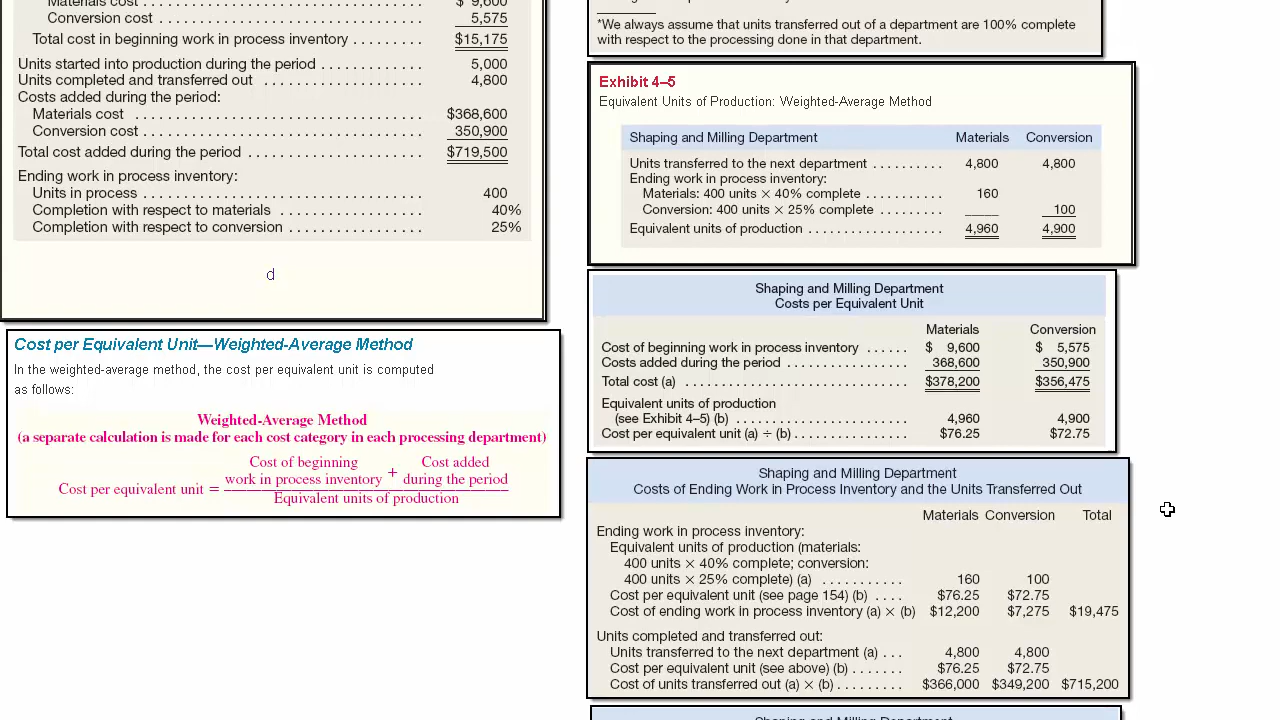 Materials cost . . . . . . . . . . . . . . . . . . . . . . . . . . . . . . . . . . . . $ 9,600
Conversion cost . . . . . . . . . . . . . . . . . . . . . . . . . . . . . . . . . 5,575
Total cost in beginning work in process inventory . . . . . . . . . $15,175
Units started into production during the period . . . . . . . . . . . . . 5,000
Units completed and transferred out . . . . . . . . . . . . . . . . . . . . 4,800
Costs added during the period:
Materials cost . . . . . . . . . . . . . . . . . . . . . . . . . . . . . . . . . . . . $368,600
Conversion cost . . . . . . . . . . . . . . . . . . . . . . . . . . . . . . . . . 350,900
Total cost added during the period . . . . . . . . . . . . . . . . . . . . . . $719,500
Ending work in process inventory:
Units in process . . . . . . . . . . . . . . . . . . . . . . . . . . . . . . . . . . 400
Completion with respect to materials . . . . . . . . . . . . . . . . . . 40%
Completion with respect to conversion . . . . . . . . . . . . . . . . . 25%
d
Cost per Equivalent Unit—Weighted-Average Method
In the weighted-average method, the cost per equivalent unit is computed
as follows:
Weighted-Average Method
(a separate calculation is made for each cost category in each processing department)
Cost of beginning Cost added
work in process inventory + during the period
Cost per equivalent unit =
Equivalent units of production
*We always assume that units transferred out of a department are 100% complete
with respect to the processing done in that department.
Exhibit 4–5
Equivalent Units of Production: Weighted-Average Method
Shaping and Milling Department Materials Conversion
Units transferred to the next department . . . . . . . . . . 4,800 4,800
Ending work in process inventory:
Materials: 400 units × 40% complete . . . . . . . . . . . 160
Conversion: 400 units × 25% complete . . . . . . . . . 100
Equivalent units of production . . . . . . . . . . . . . . . . . . 4,960 4,900
Shaping and Milling Department
Costs per Equivalent Unit
Materials Conversion
Cost of beginning work in process inventory . . . . . . $ 9,600 $ 5,575
Costs added during the period . . . . . . . . . . . . . . . . 368,600 350,900
Total cost (a) . . . . . . . . . . . . . . . . . . . . . . . . . . . . . . $378,200 $356,475
Equivalent units of production
(see Exhibit 4–5) (b) . . . . . . . . . . . . . . . . . . . . . . . 4,960 4,900
Cost per equivalent unit (a) ÷ (b) . . . . . . . . . . . . . . . $76.25 $72.75
Shaping and Milling Department
Costs of Ending Work in Process Inventory and the Units Transferred Out
Materials Conversion Total
Ending work in process inventory:
Equivalent units of production (materials:
400 units × 40% complete; conversion:
400 units × 25% complete) (a) . . . . . . . . . . . 160 100
Cost per equivalent unit (see page 154) (b) . . . . $76.25 $72.75
Cost of ending work in process inventory (a) × (b) $12,200 $7,275 $19,475
Units completed and transferred out:
Units transferred to the next department (a) . . . 4,800 4,800
Cost per equivalent unit (see above) (b) . . . . . . . $76.25 $72.75
Cost of units transferred out (a) × (b) . . . . . . . . . $366,000 $349,200 $715,200
Shaping and Milling Department